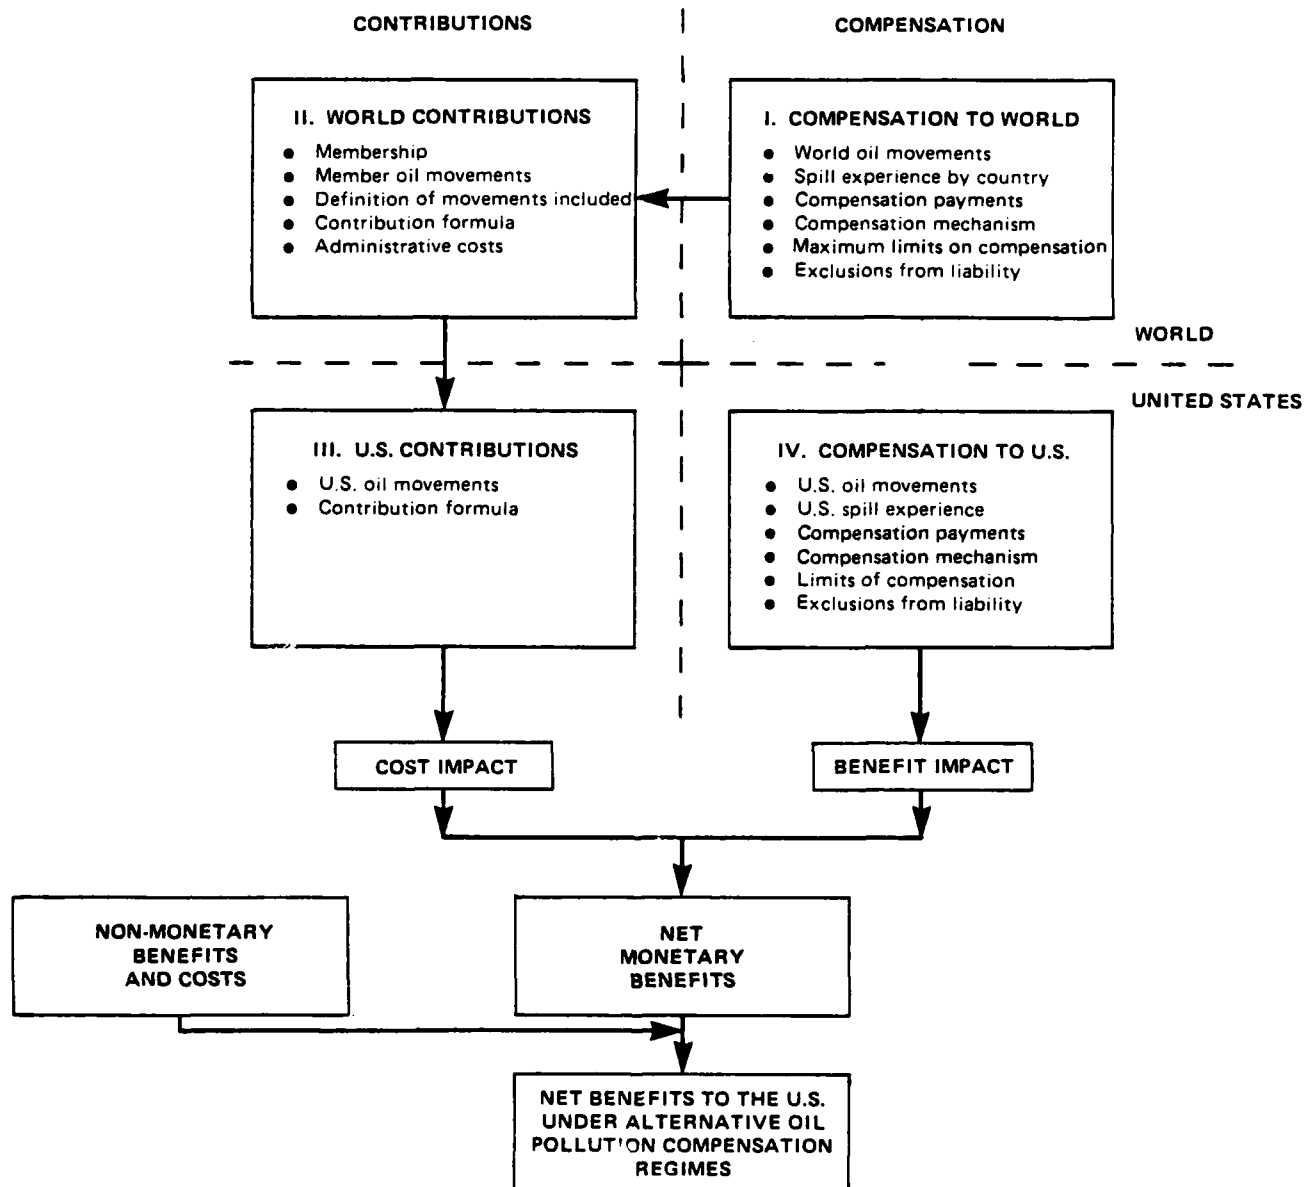 CONTRIBUTIONS
COMPENSATION
II. WORLD CONTRIBUTIONS
● Membership
● Member oil movements
● Definition of movements included
● Contribution formula
● Administrative costs
I. COMPENSATION TO WORLD
● World oil movements
● Spill experience by country
● Compensation payments
● Compensation mechanism
● Maximum limits on compensation
● Exclusions from liability
WORLD
UNITED STATES
III. U.S. CONTRIBUTIONS
● U.S. oil movements
● Contribution formula
IV. COMPENSATION TO U.S.
● U.S. oil movements
● U.S. spill experience
● Compensation payments
● Compensation mechanism
● Limits of compensation
● Exclusions from liability
COST IMPACT
BENEFIT IMPACT
NON-MONETARY
BENEFITS
AND COSTS
NET
MONETARY
BENEFITS
NET BENEFITS TO THE U.S.
UNDER ALTERNATIVE OIL
POLLUTION COMPENSATION
REGIMES